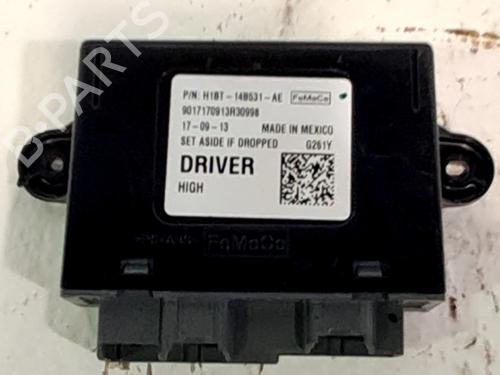 P/N: H1BT-14B531-AE FoMoCo
9017170913R30998
17-09-13 MADE IN MEXICO
SET ASIDE IF DROPPED G261Y
DRIVER
HIGH
FoMoCo
B-PARTS